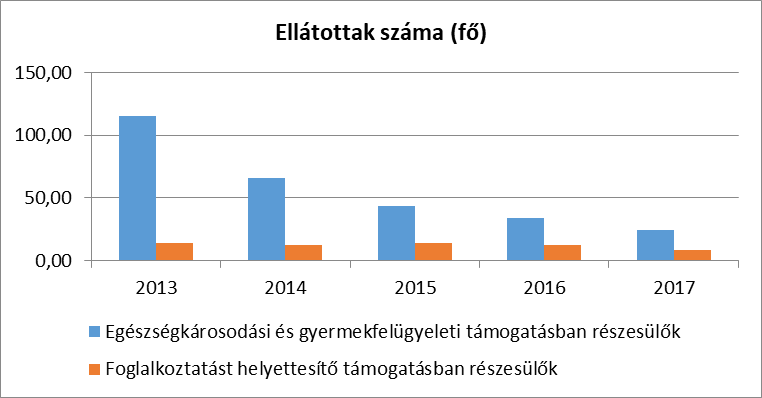 Ellátottak száma (fő)
150,00
100,00
50,00
0,00
2013 2014 2015 2016 2017
Egészségkárosodási és gyermekfelügyeleti támogatásban részesülők
Foglalkoztatást helyettesítő támogatásban részesülők